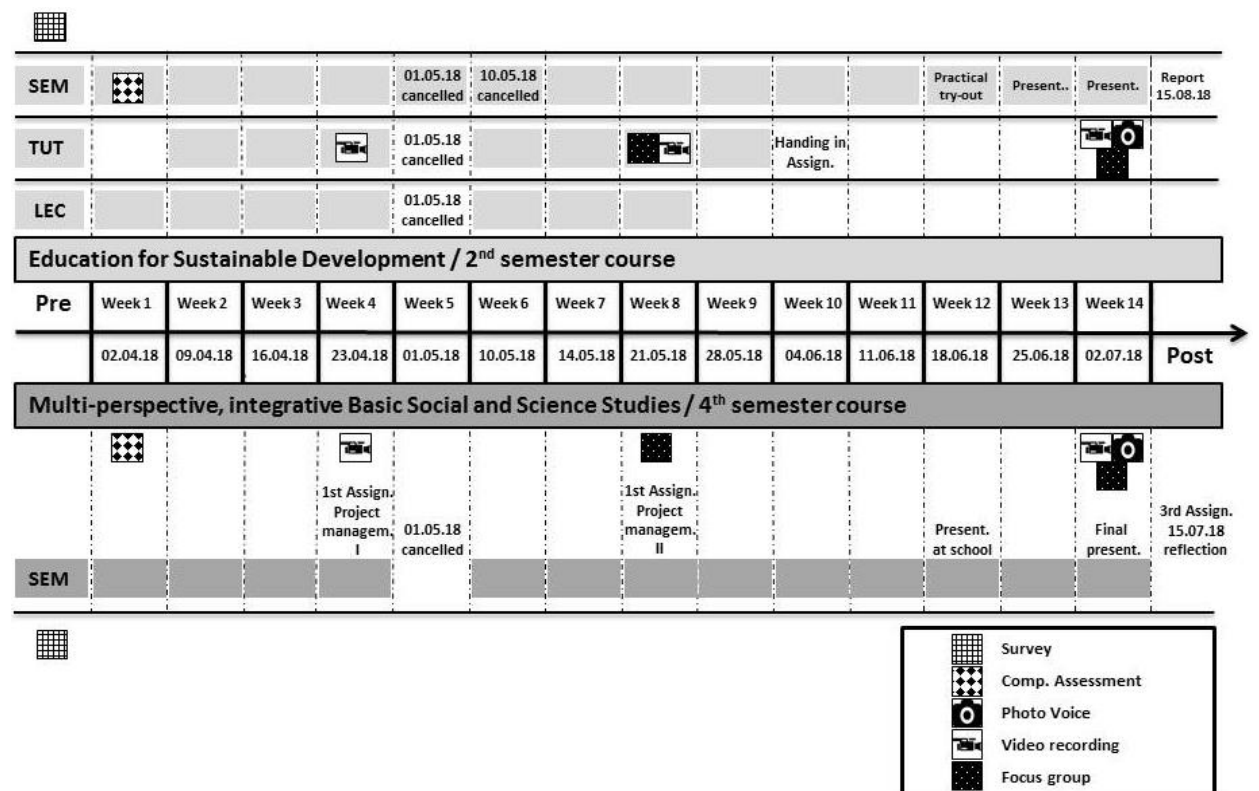 SEM
01.05.18 cancelled
10.05.18 cancelled
Practical try-out
Present..
Present.
Report 15.08.18
TUT
01.05.18 cancelled
Handing in Assign.
LEC
01.05.18 cancelled
Education for Sustainable Development / 2nd semester course
Pre Week 1 Week 2 Week 3 Week 4 Week 5 Week 6 Week 7 Week 8 Week 9 Week 10 Week 11 Week 12 Week 13 Week 14
02.04.18 09.04.18 16.04.18 23.04.18 01.05.18 10.05.18 14.05.18 21.05.18 28.05.18 04.06.18 11.06.18 18.06.18 25.06.18 02.07.18 Post
Multi-perspective, integrative Basic Social and Science Studies / 4th semester course
1st Assign.
Project
managem.
I
01.05.18
cancelled
1st Assign.
Project
managem.
II
Present.
at school
Final
present.
3rd Assign.
15.07.18
reflection
SEM
Survey
Comp. Assessment
Photo Voice
Video recording
Focus group